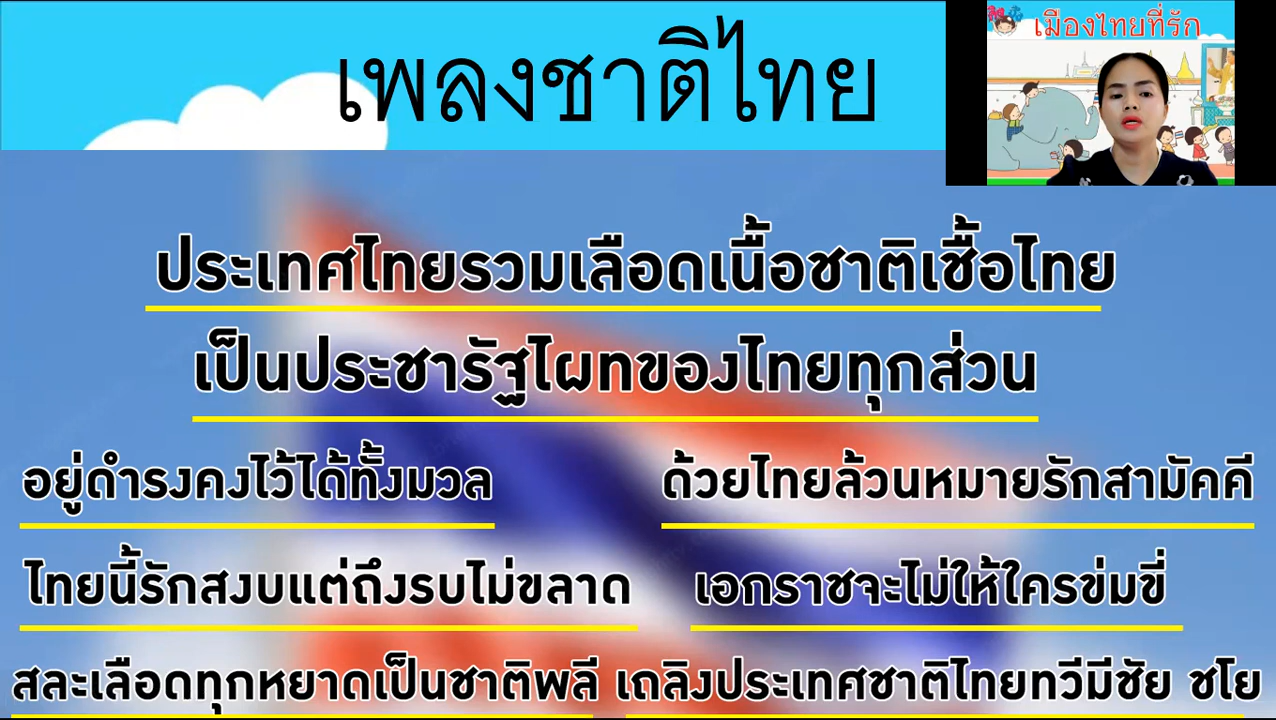 เพลงชาติไทย
เมืองไทยที่รัก
ประเทศไทยรวมเลือดเนื้อชาติเชื้อไทย
เป็นประชารัฐไผทของไทยทุกส่วน
อยู่ดำรงคงไว้ได้ทั้งมวล ด้วยไทยล้วนหมายรักสามัคคี
ไทยนี้รักสงบแต่ถึงรบไม่ขลาด เอกราชจะไม่ให้ใครข่มขี่
สละเลือดทุกหยาดเป็นชาติพลี เถลิงประเทศชาติไทยทวีมีชัย ชโย